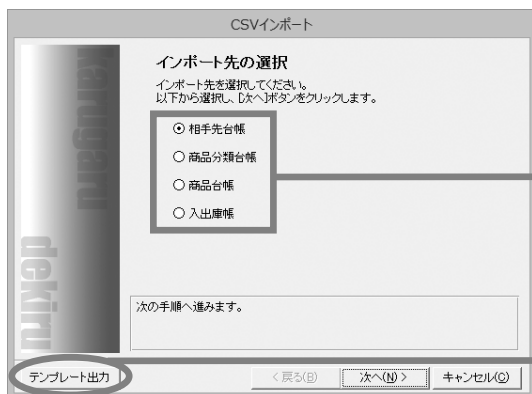 CSVインポート
karugaru
dekiru
インポート先の選択
インポート先を選択してください。
以下から選択し、[次へ]ボタンをクリックします。
相手先台帳
商品分類台帳
商品台帳
入出庫帳
次の手順へ進みます。
テンプレート出力
< 戻る(B)
次へ(N) >
キャンセル(C)